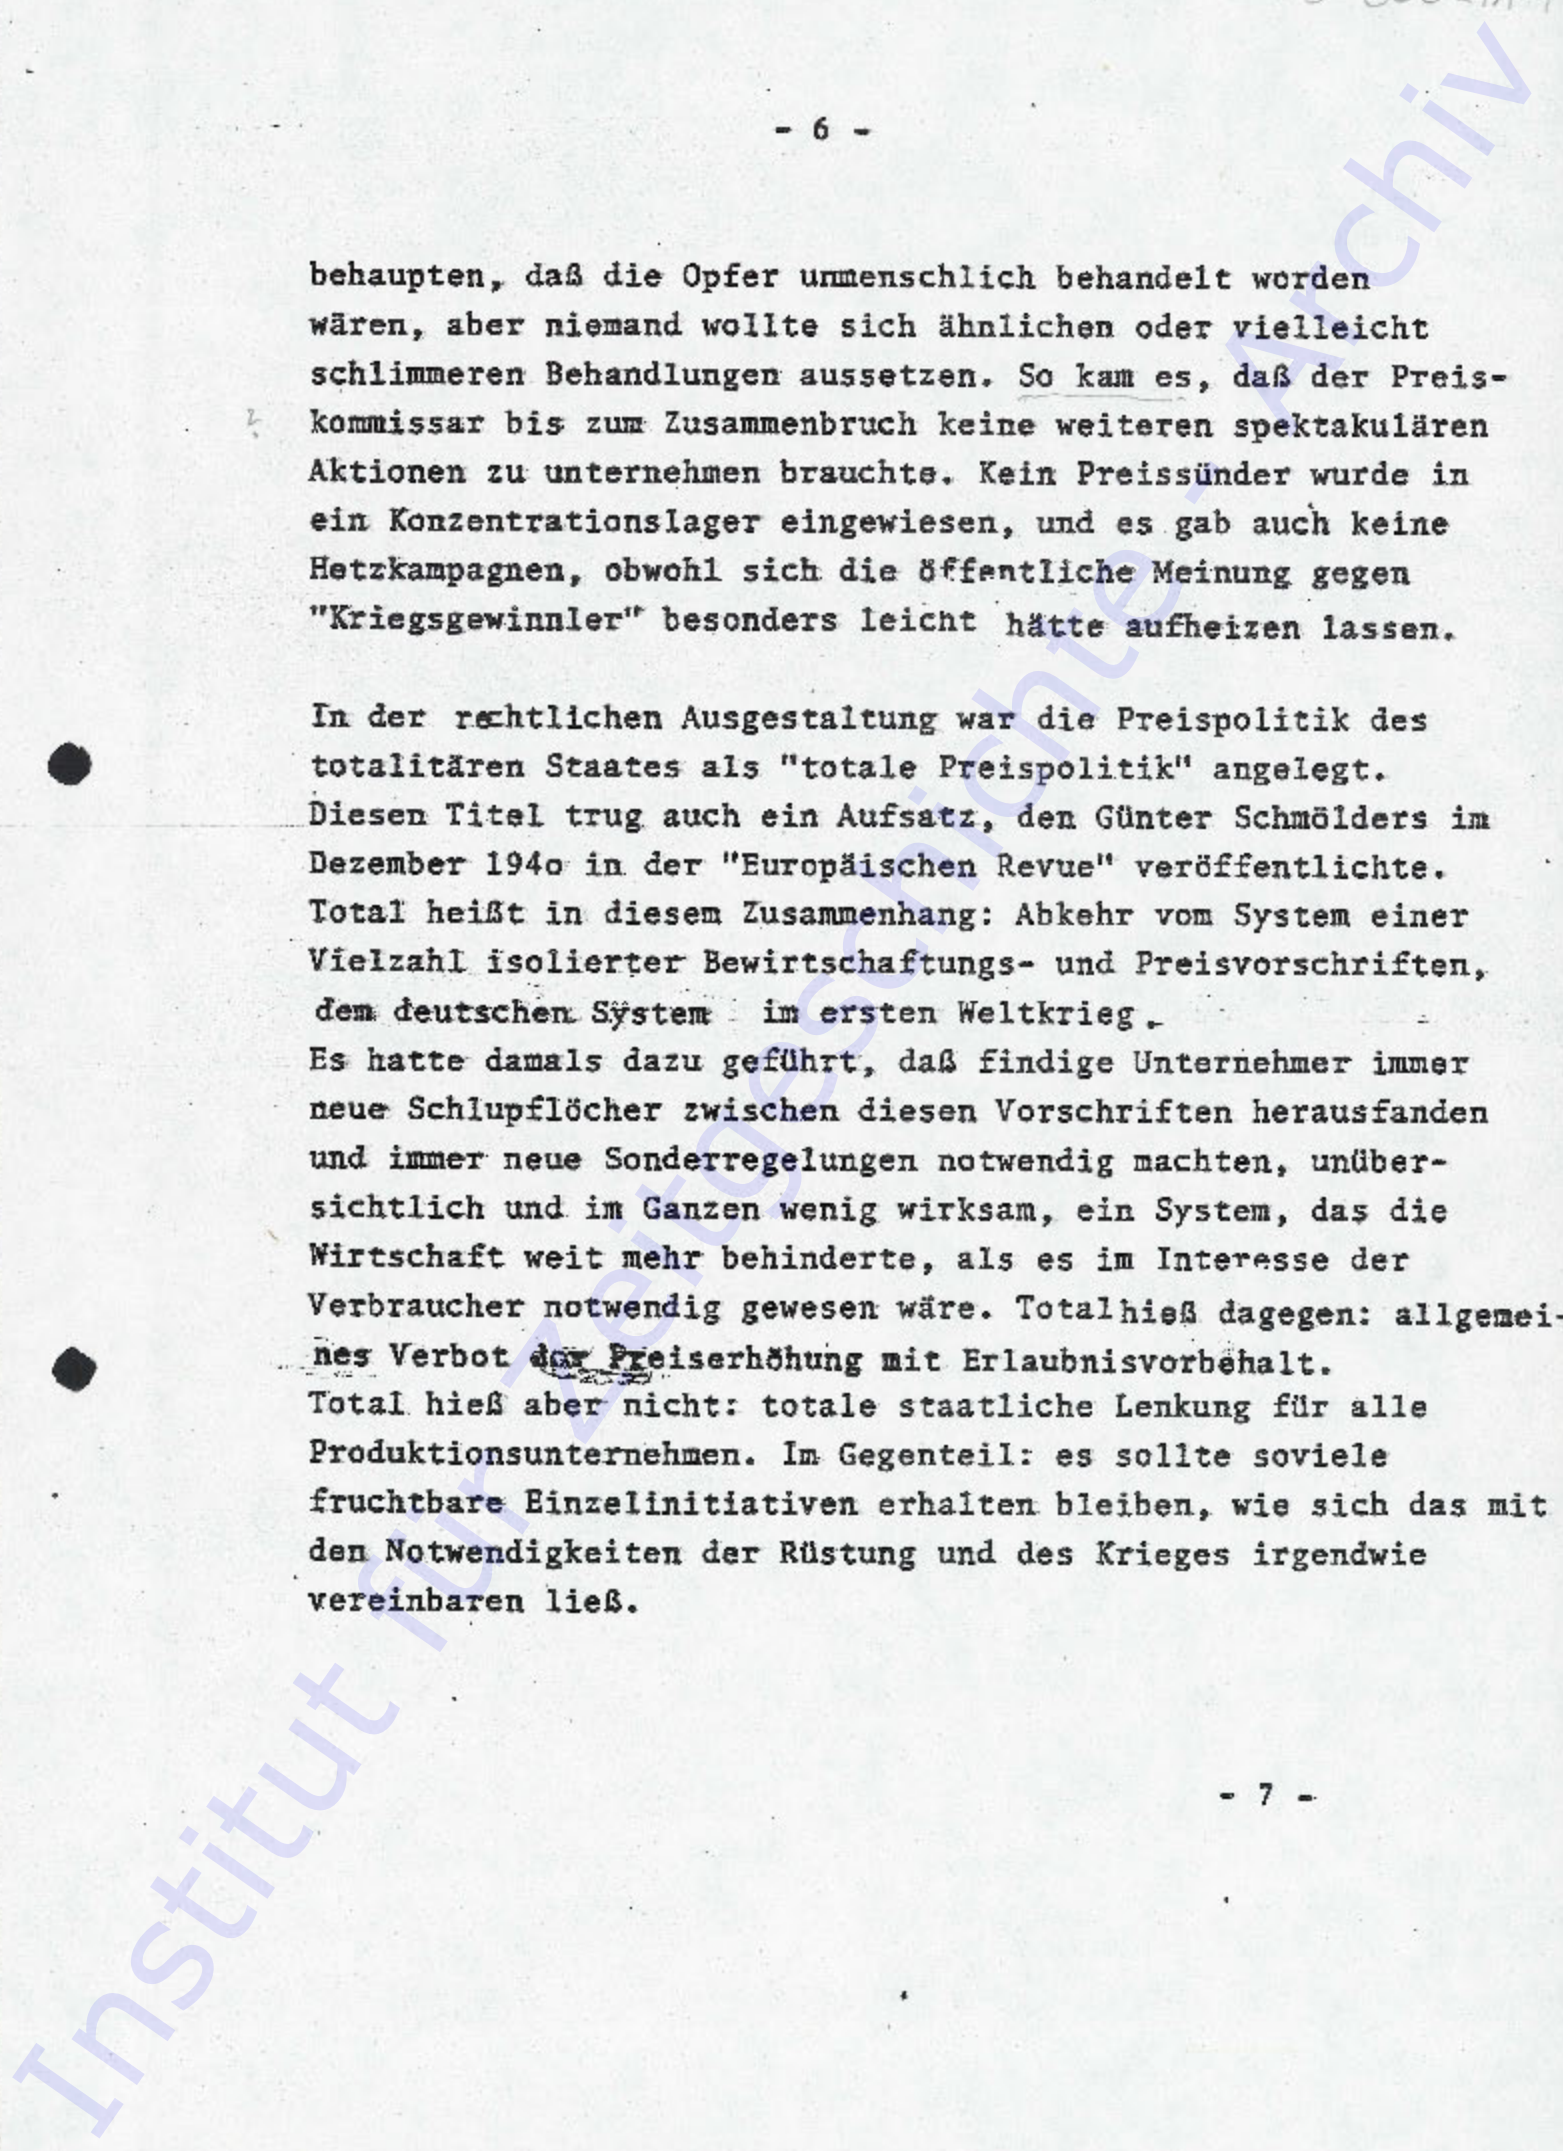 - 6 -
behaupten, daß die Opfer unmenschlich behandelt worden
wären, aber niemand wollte sich ähnlichen oder vielleicht
schlimmeren Behandlungen aussetzen. So kam es, daß der Preis-
kommissar bis zum Zusammenbruch keine weiteren spektakulären
Aktionen zu unternehmen brauchte. Kein Preissünder wurde in
ein Konzentrationslager eingewiesen, und es gab auch keine
Hetzkampagnen, obwohl sich die öffentliche Meinung gegen
"Kriegsgewinnler" besonders leicht hätte aufheizen lassen.
In der rechtlichen Ausgestaltung war die Preispolitik des
totalitären Staates als "totale Preispolitik" angelegt.
Diesen Titel trug auch ein Aufsatz, den Günter Schmölders im
Dezember 194o in der "Europäischen Revue" veröffentlichte.
Total heißt in diesem Zusammenhang: Abkehr vom System einer
Vielzahl isolierter Bewirtschaftungs- und Preisvorschriften,
dem deutschen System im ersten Weltkrieg.
Es hatte damals dazu geführt, daß findige Unternehmer immer
neue Schlupflöcher zwischen diesen Vorschriften herausfanden
und immer neue Sonderregelungen notwendig machten, unüber-
sichtlich und im Ganzen wenig wirksam, ein System, das die
Wirtschaft weit mehr behinderte, als es im Interesse der
Verbraucher notwendig gewesen wäre. Total hieß dagegen: allgemei-
nes Verbot der Preiserhöhung mit Erlaubnisvorbehalt.
Total hieß aber nicht: totale staatliche Lenkung für alle
Produktionsunternehmen. Im Gegenteil: es sollte soviele
fruchtbare Einzelinitiativen erhalten bleiben, wie sich das mit
den Notwendigkeiten der Rüstung und des Krieges irgendwie
vereinbaren ließ.
- 7 -
Institut für Zeitgeschichte - Archiv